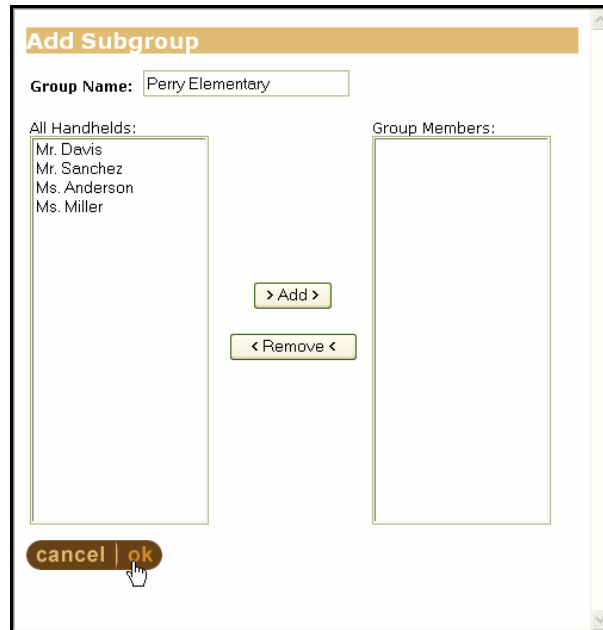 Add Subgroup
Group Name: Perry Elementary
All Handhelds:
Mr. Davis
Mr. Sanchez
Ms. Anderson
Ms. Miller
Group Members:
> Add >
< Remove <
cancel | ok